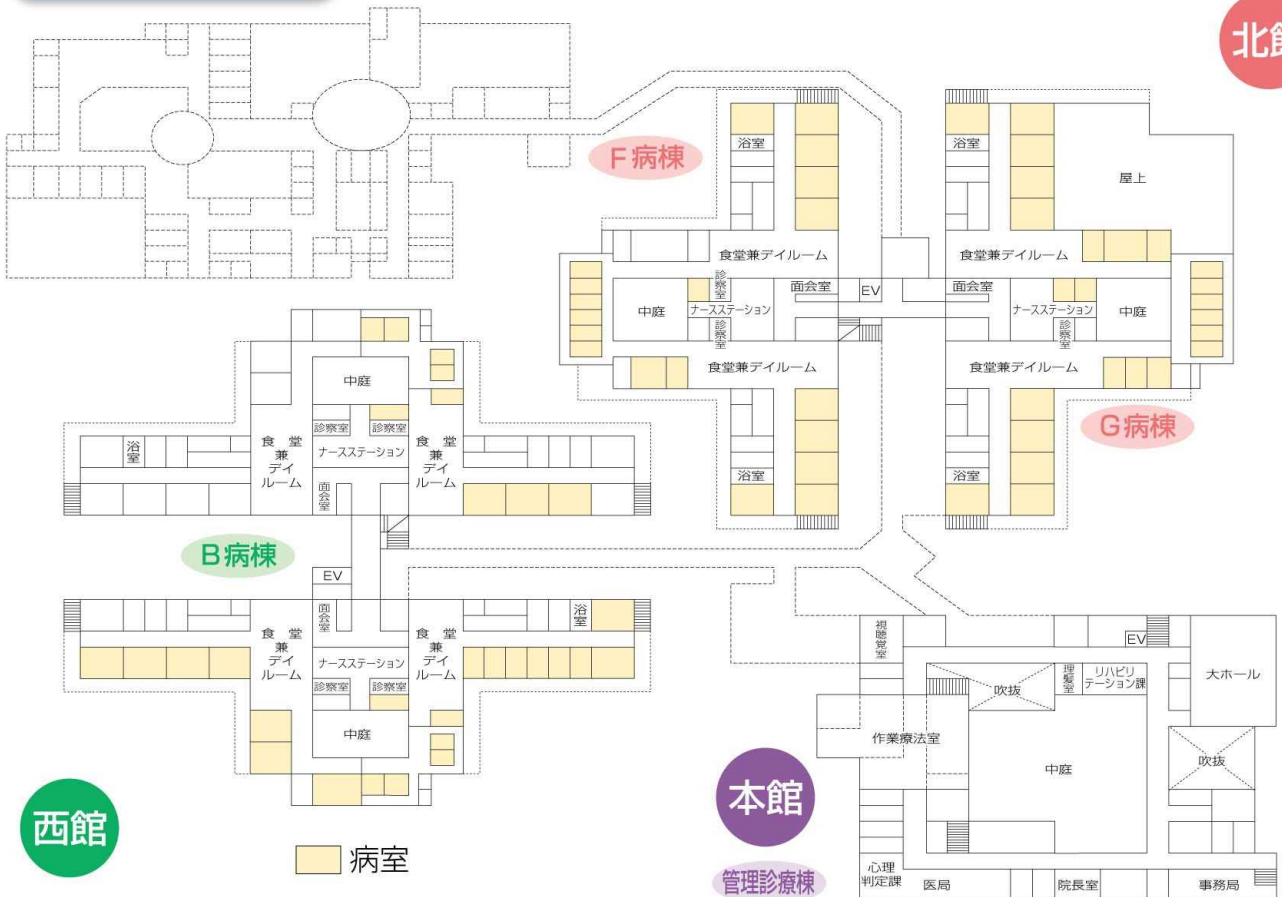 北館
F病棟
浴室
食堂兼デイルーム
診察室
中庭
ナースステーション
面会室
EV
診察室
食堂兼デイルーム
浴室
浴室
屋上
食堂兼デイルーム
面会室
ナースステーション
中庭
診察室
食堂兼デイルーム
G病棟
浴室
中庭
診察室
診察室
浴室
食堂兼デイルーム
ナースステーション
食堂兼デイルーム
面会室
B病棟
EV
面会室
浴室
食堂兼デイルーム
ナースステーション
食堂兼デイルーム
診察室
診察室
中庭
西館
病室
視聴覚室
EV
吹抜
理髪室
リハビリ
テーション課
大ホール
作業療法室
中庭
吹抜
本館
管理診療棟
心理
判定課
医局
院長室
事務局